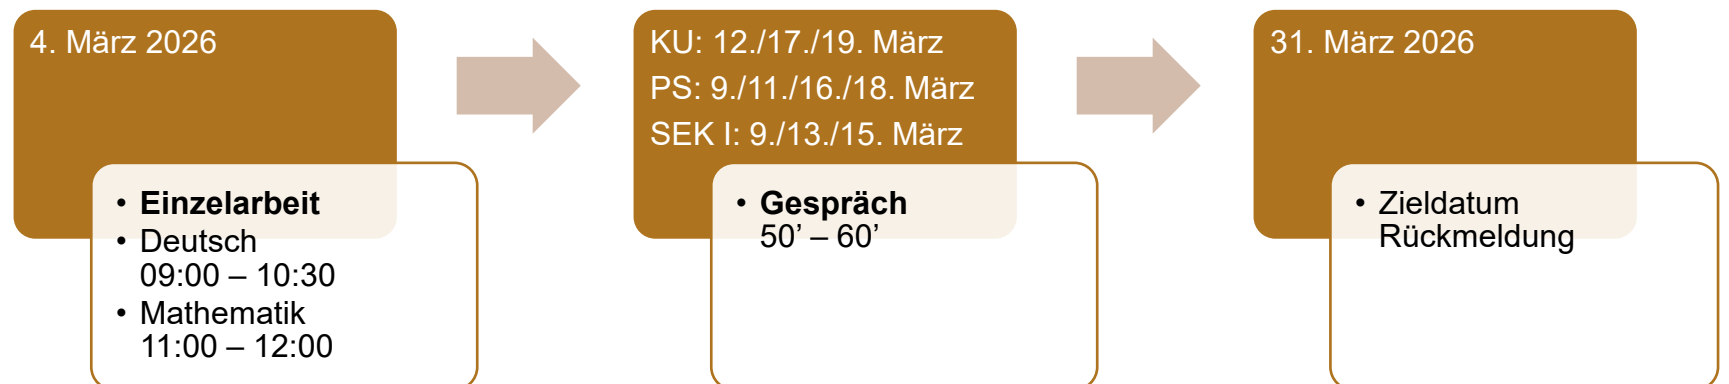 4. März 2026
• Einzelarbeit
• Deutsch
09:00 – 10:30
• Mathematik
11:00 – 12:00
KU: 12./17./19. März
PS: 9./11./16./18. März
SEK I: 9./13./15. März
• Gespräch
50’ – 60’
31. März 2026
• Zieldatum
Rückmeldung